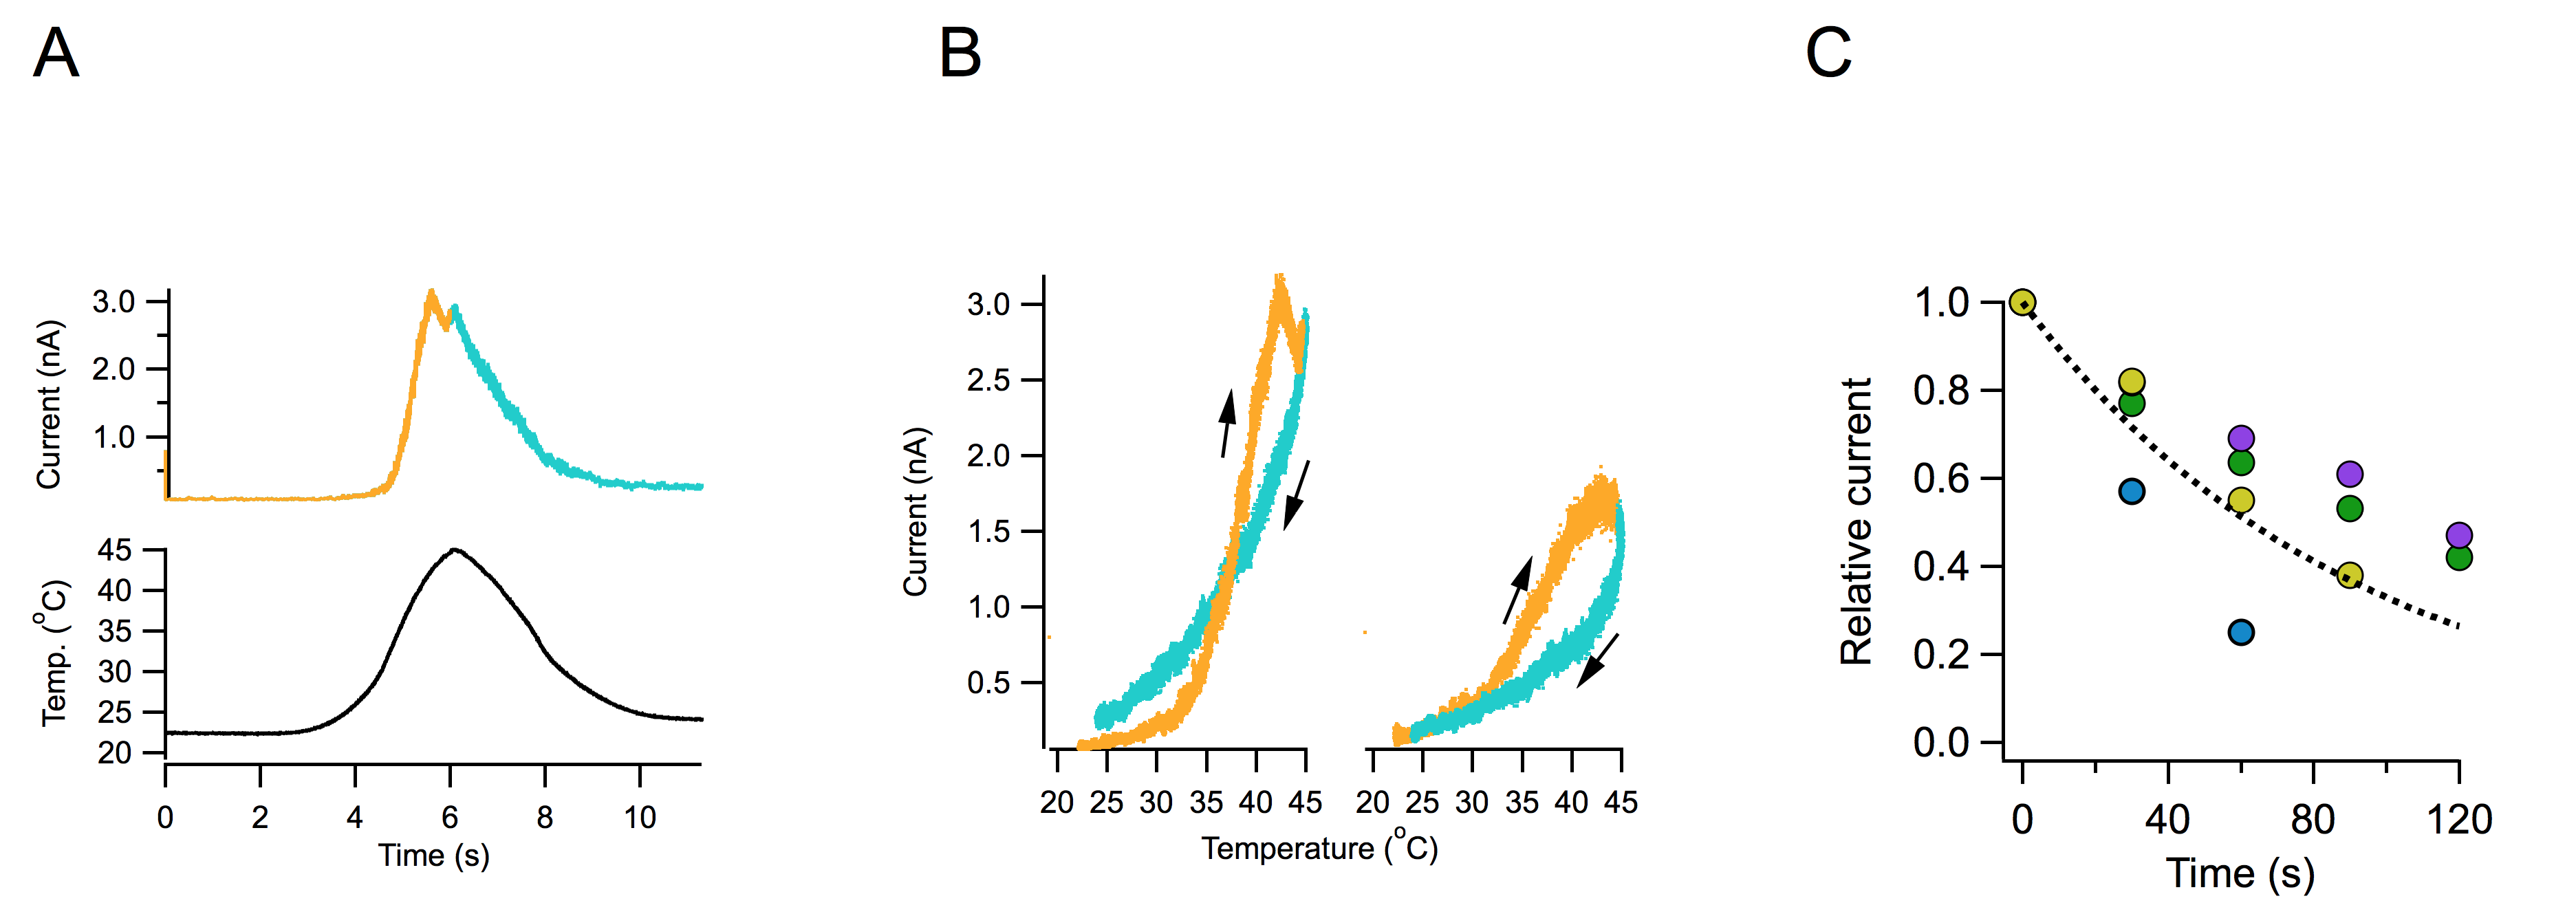 A
B
C
Current (nA)
3.0
2.0
1.0
Temp. (°C)
45
40
35
30
25
20
0 2 4 6 8 10
Time (s)
Current (nA)
3.0
2.5
2.0
1.5
1.0
0.5
20 25 30 35 40 45
20 25 30 35 40 45
Temperature (°C)
Relative current
1.0
0.8
0.6
0.4
0.2
0.0
0 40 80 120
Time (s)